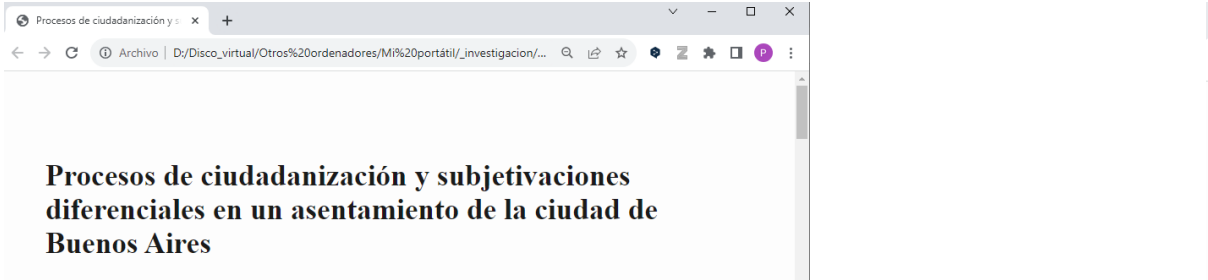 Procesos de ciudadanización y s
Archivo | D:/Disco_virtual/Otros%20ordenadores/Mi%20portátil/_investigacion/...
Z
P
Procesos de ciudadanización y subjetivaciones
diferenciales en un asentamiento de la ciudad de
Buenos Aires